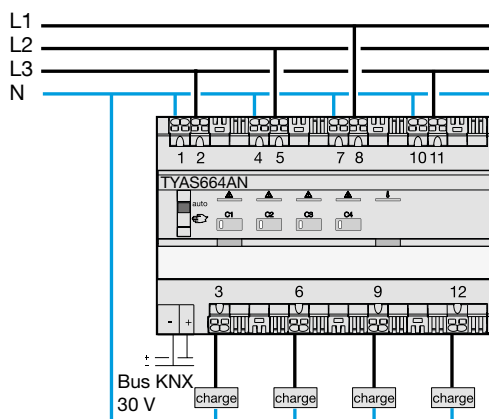 L1
L2
L3
N
1 2 4 5 7 8 10 11
TYAS664AN
auto
C1 C2 C3 C4
3 6 9 12
- +
- +
Bus KNX
30 V
charge charge charge charge